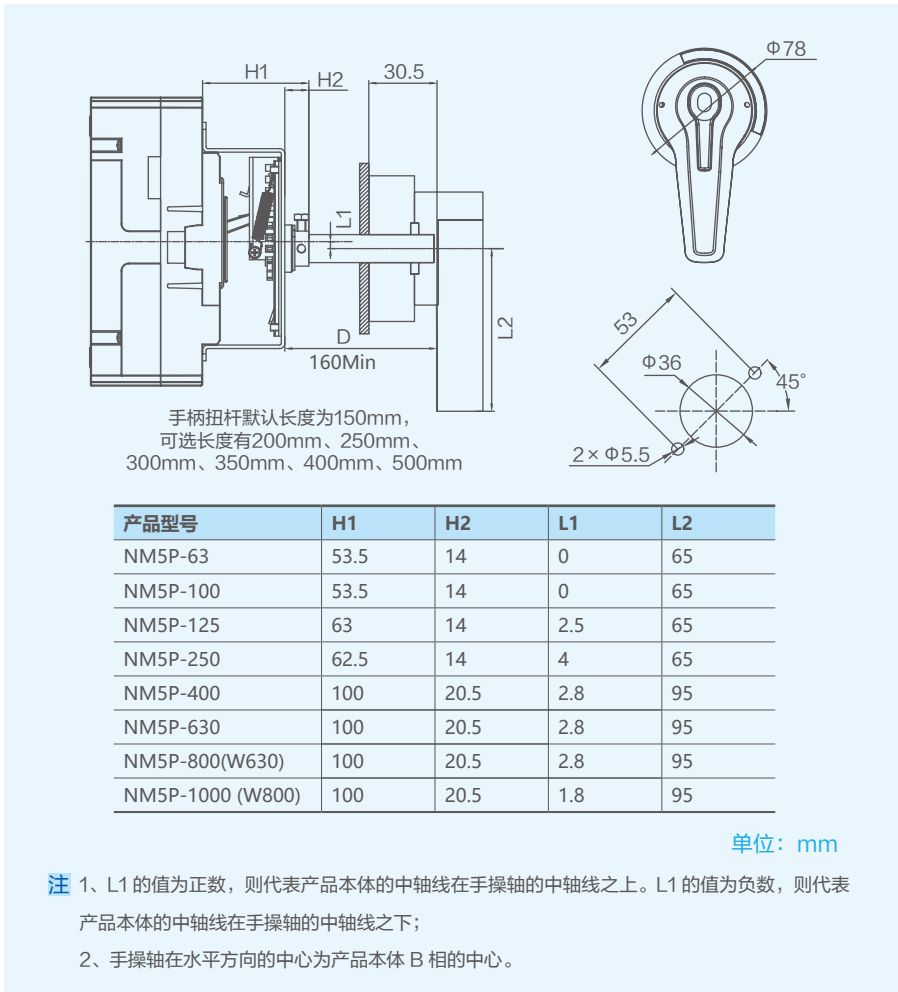 H1
H2
30.5
Φ78
L1
L2
D
160Min
53
Φ36
45°
2×Φ5.5
手柄扭杆默认长度为150mm，
可选长度有200mm、250mm、
300mm、350mm、400mm、500mm
产品型号 H1 H2 L1 L2
NM5P-63 53.5 14 0 65
NM5P-100 53.5 14 0 65
NM5P-125 63 14 2.5 65
NM5P-250 62.5 14 4 65
NM5P-400 100 20.5 2.8 95
NM5P-630 100 20.5 2.8 95
NM5P-800(W630) 100 20.5 2.8 95
NM5P-1000 (W800) 100 20.5 1.8 95
单位：mm
注 1、L1 的值为正数，则代表产品本体的中轴线在手操轴的中轴线之上。L1 的值为负数，则代表
产品本体的中轴线在手操轴的中轴线之下；
2、手操轴在水平方向的中心为产品本体 B 相的中心。